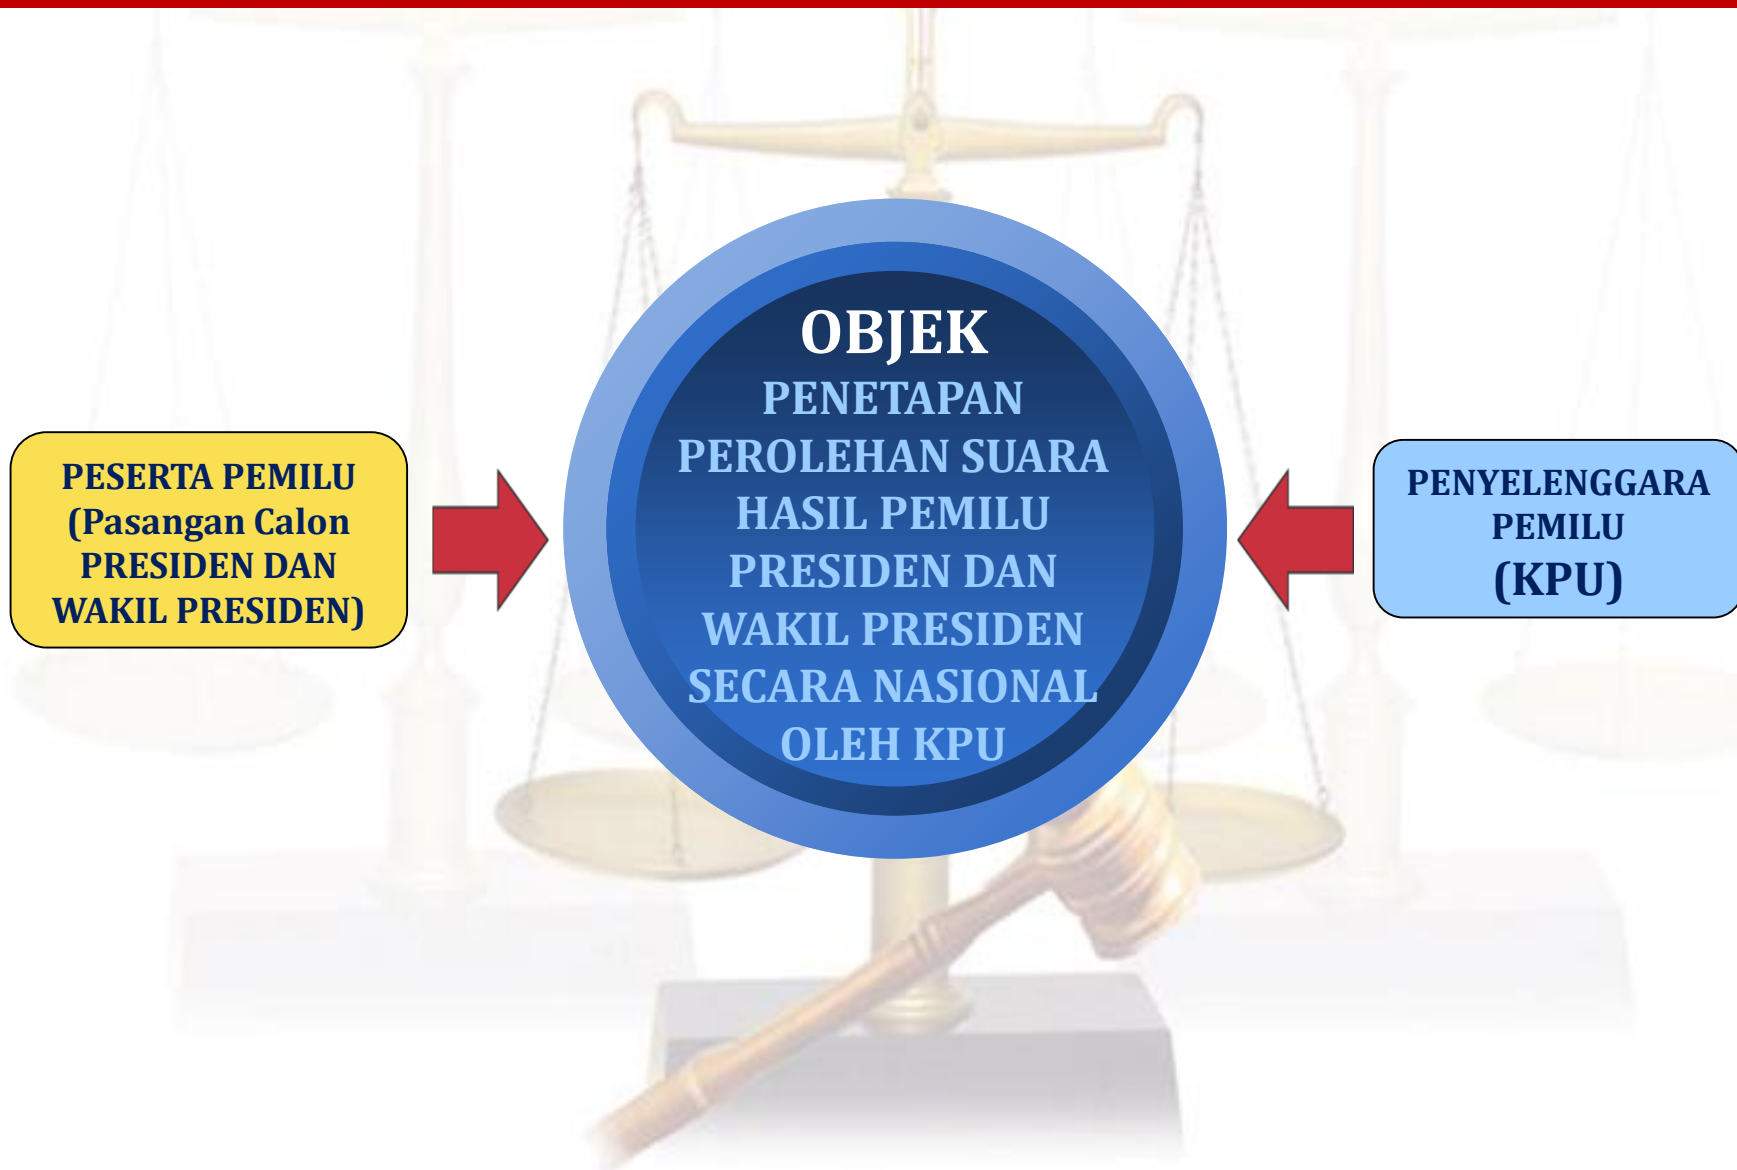 OBJEK
PENETAPAN
PEROLEHAN SUARA
HASIL PEMILU
PRESIDEN DAN
WAKIL PRESIDEN
SECARA NASIONAL
OLEH KPU
PESERTA PEMILU
(Pasangan Calon
PRESIDEN DAN
WAKIL PRESIDEN)
PENYELENGGARA
PEMILU
(KPU)